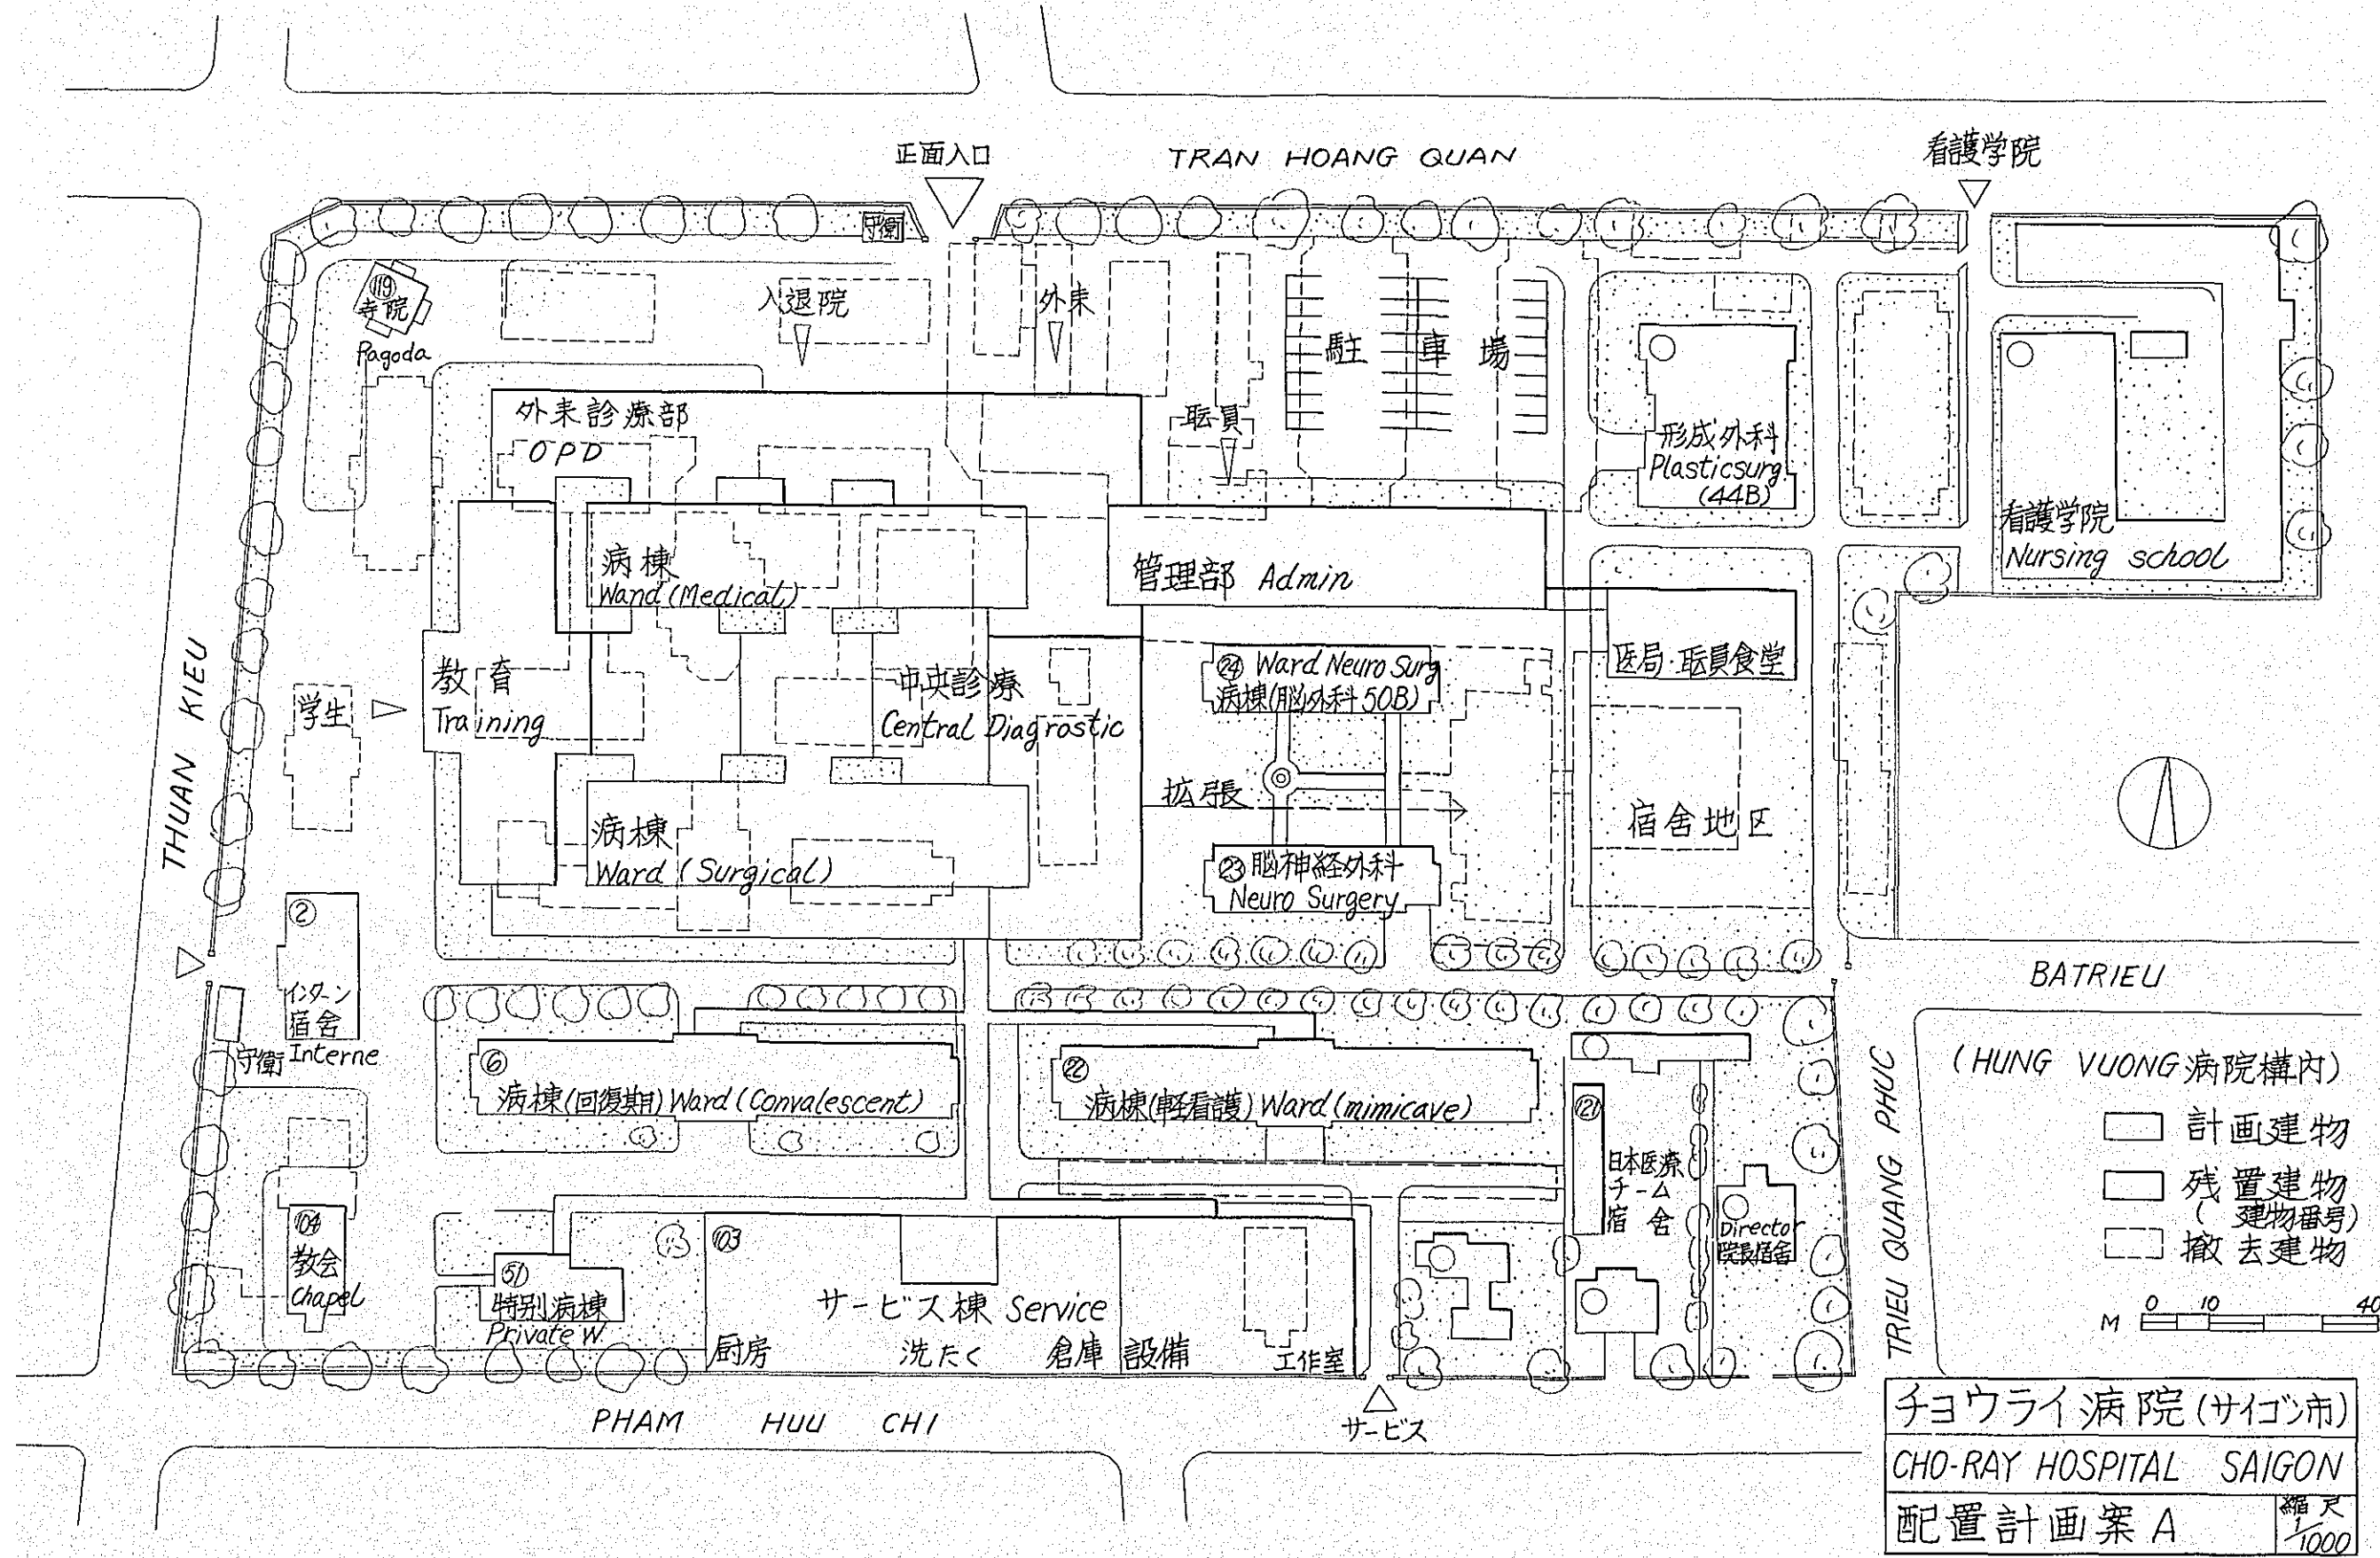 正面入口
TRAN HOANG QUAN
看護学院
守衛
119
寺院
Pagoda
入退院
外来
駐車場
職員
外来診療部
OPD
形成外科
Plasticsurg.
(44B)
看護学院
Nursing school
病棟
Wand (Medical)
管理部 Admin
医局・職員食堂
24 Ward Neuro Surg
病棟(脳外科50B)
教育
Training
学生
中央診療
Central Diagrostic
拡張
宿舎地区
THUAN KIEU
病棟
Ward (Surgical)
23 脳神経外科
Neuro Surgery
2
インターン
宿舎
Interne
守衛
BATRIEU
6
病棟(回復期) Ward (Convalescent)
22
病棟(軽看護) Ward (mimicave)
121
日本医療
チーム
宿舎
Director
院長宿舎
TRIEU QUANG PHUC
(HUNG VUONG病院構内)
計画建物
残置建物
(建物番号)
撤去建物
M 0 10 40
104
教会
chapel
51
特別病棟
Private W.
103
サービス棟 Service
厨房 洗たく 倉庫 設備 工作室
サービス
PHAM HUU CHI
チョウライ病院(サイゴン市)
CHO-RAY HOSPITAL SAIGON
配置計画案 A
縮尺
1/1000